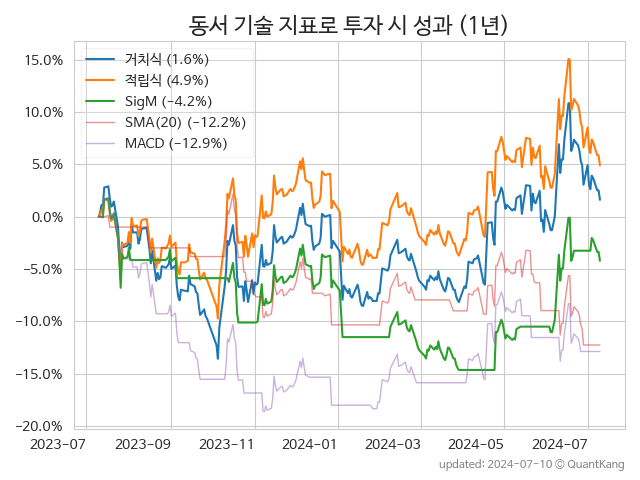 동서 기술 지표로 투자 시 성과 (1년)
거치식 (1.6%)
적립식 (4.9%)
SigM (−4.2%)
SMA(20) (−12.2%)
MACD (−12.9%)
15.0%
10.0%
5.0%
0.0%
−5.0%
−10.0%
−15.0%
−20.0%
2023-07 2023-09 2023-11 2024-01 2024-03 2024-05 2024-07
updated: 2024-07-10 © QuantKang